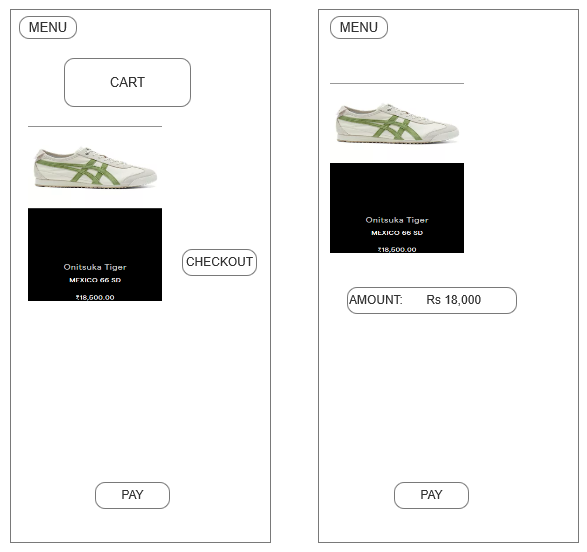 MENU
CART
Onitsuka Tiger
MEXICO 66 SD
₹18,500.00
CHECKOUT
PAY
MENU
Onitsuka Tiger
MEXICO 66 SD
₹18,500.00
AMOUNT: Rs 18,000
PAY